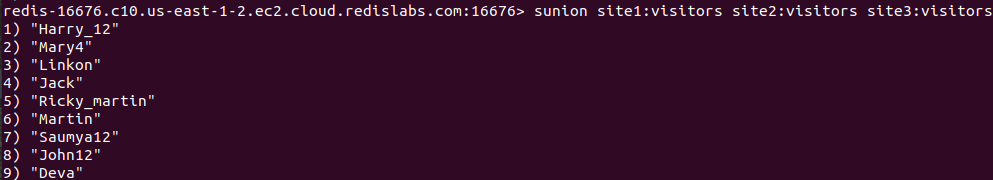 redis-16676.c10.us-east-1-2.ec2.cloud.redislabs.com:16676> sunion site1:visitors site2:visitors site3:visitors
1) "Harry_12"
2) "Mary4"
3) "Linkon"
4) "Jack"
5) "Ricky_martin"
6) "Martin"
7) "Saumya12"
8) "John12"
9) "Deva"